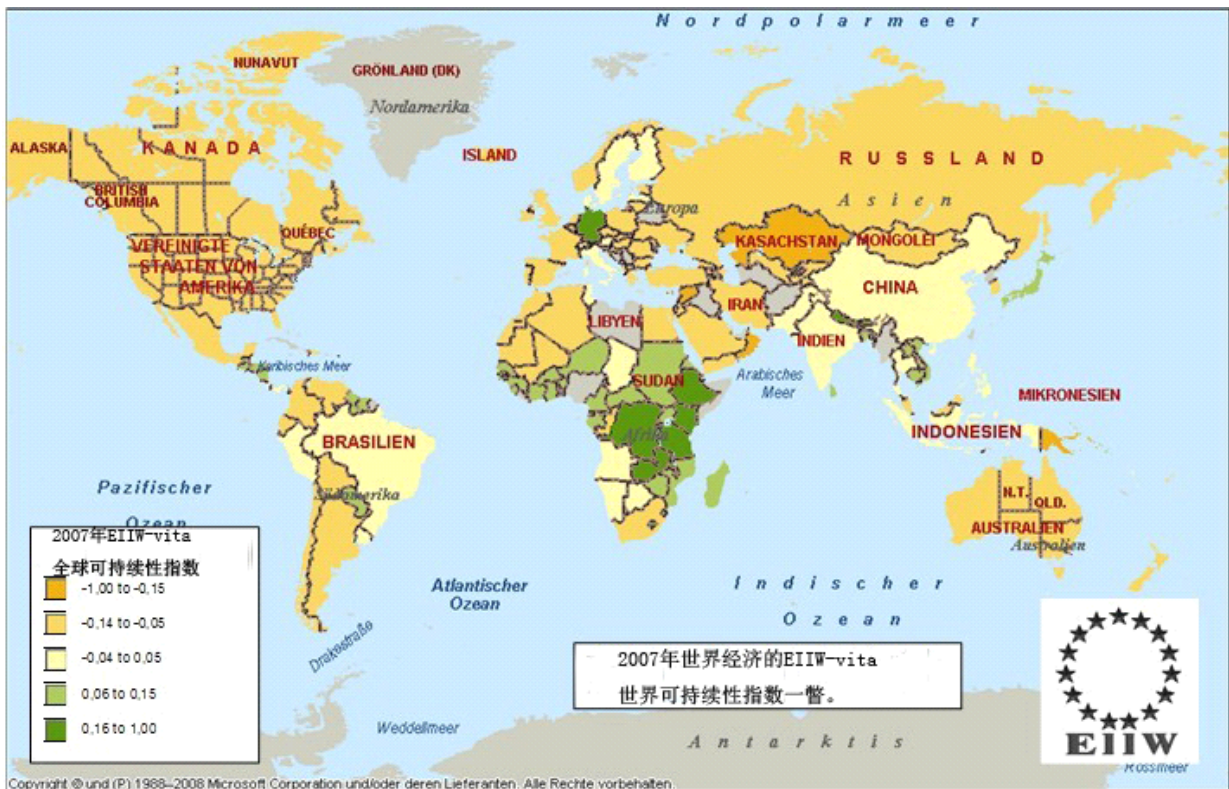 Nordpolarmeer
NUNAVUT
GRÖNLAND (DK)
Nordamerika
ALASKA
KANADA
ISLAND
RUSSLAND
BRITISH
COLUMBIA
Asien
Europa
QUÉBEC
VEREINIGTE
STAATEN VON
AMERIKA
KASACHSTAN
MONGOLEI
CHINA
IRAN
LIBYEN
INDIEN
Karibisches Meer
SUDAN
Arabisches
Meer
MIKRONESIEN
Afrika
BRASILIEN
INDONESIEN
Pazifischer
Ozean
Südamerika
N.T.
QLD.
AUSTRALIEN
Australien
2007年EIIW-vita
全球可持续性指数
-1,00 to -0,15
-0,14 to -0,05
-0,04 to 0,05
0,06 to 0,15
0,16 to 1,00
Atlantischer
Ozean
Indischer
Ozean
Drakestraße
2007年世界经济的EIIW-vita
世界可持续性指数一瞥。
Weddellmeer
Antarktis
EIIW
Rossmeer
Copyright © und (P) 1988–2008 Microsoft Corporation und/oder deren Lieferanten. Alle Rechte vorbehalten.